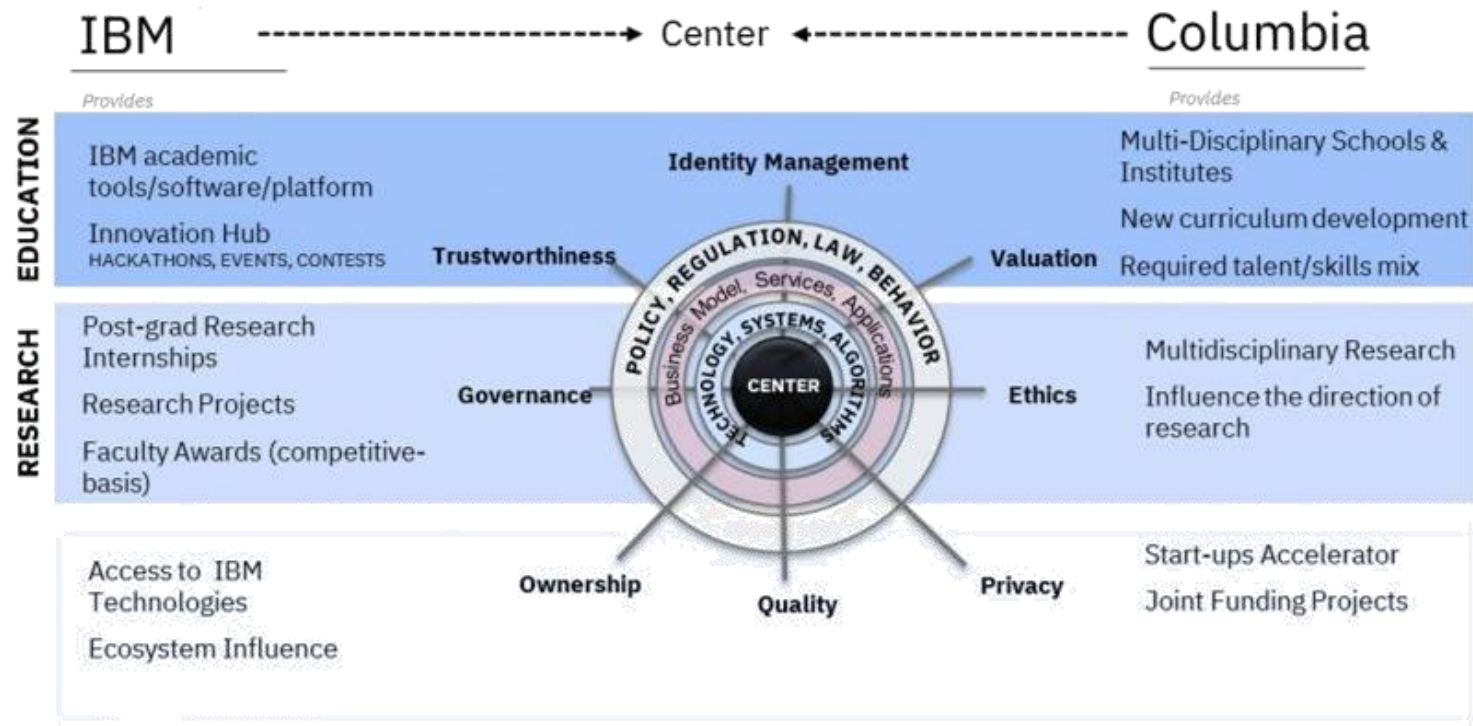 IBM
Center
Columbia
Provides
Provides
EDUCATION
IBM academic
tools/software/platform
Innovation Hub
HACKATHONS, EVENTS, CONTESTS
Identity Management
Trustworthiness
Valuation
Multi-Disciplinary Schools &
Institutes
New curriculum development
Required talent/skills mix
POLICY, REGULATION, LAW, BEHAVIOR
Business Model, Services, Applications
TECHNOLOGY, SYSTEMS, ALGORITHMS
CENTER
RESEARCH
Post-grad Research
Internships
Research Projects
Faculty Awards (competitive-
basis)
Governance
Ethics
Multidisciplinary Research
Influence the direction of
research
Access to IBM
Technologies
Ecosystem Influence
Ownership
Quality
Privacy
Start-ups Accelerator
Joint Funding Projects